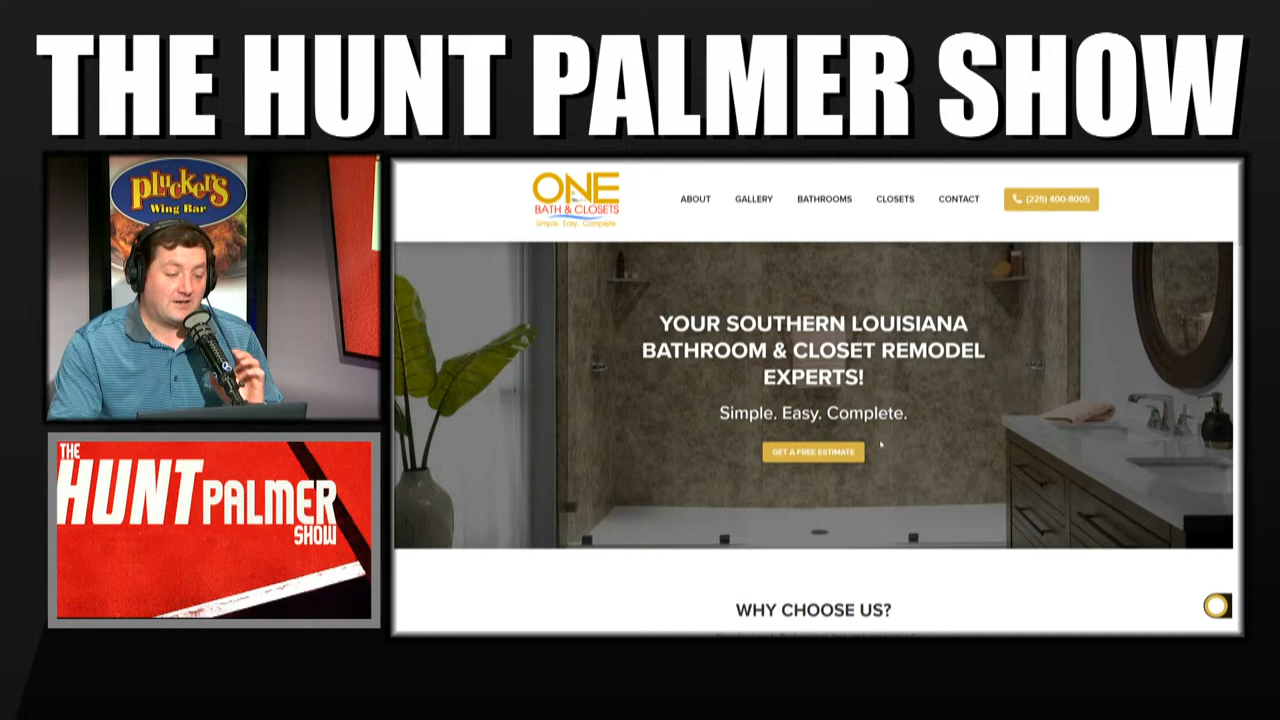 THE HUNT PALMER SHOW
Pluckers
Wing Bar
THE
HUNT PALMER
SHOW
ONE
BATH & CLOSETS
Simple. Easy. Complete.
ABOUT
GALLERY
BATHROOMS
CLOSETS
CONTACT
(225) 400-8005
YOUR SOUTHERN LOUISIANA
BATHROOM & CLOSET REMODEL
EXPERTS!
Simple. Easy. Complete.
GET A FREE ESTIMATE
WHY CHOOSE US?